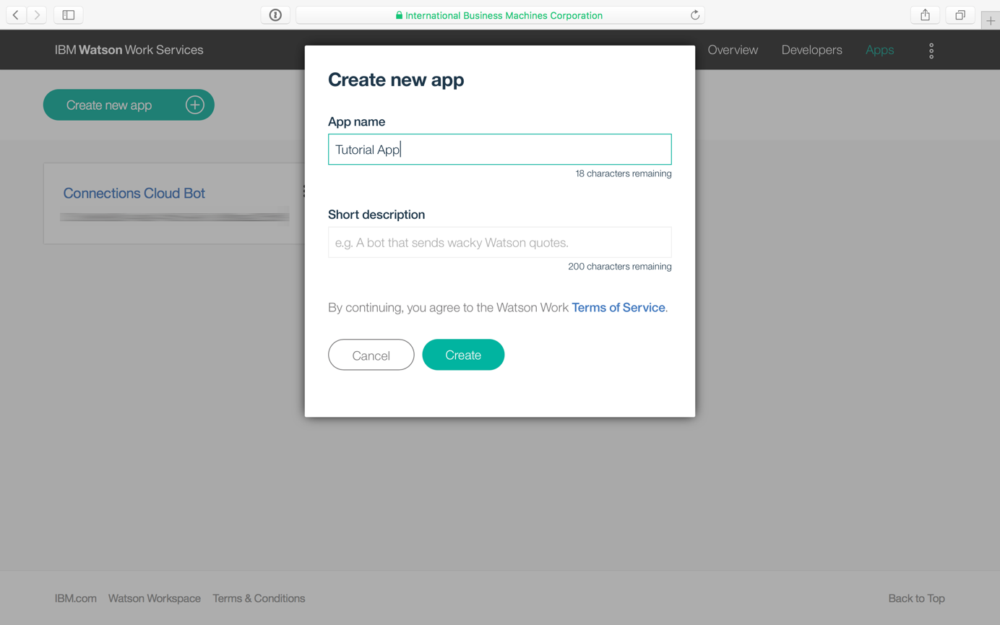 International Business Machines Corporation
IBM Watson Work Services
Overview
Developers
Apps
Create new app
Connections Cloud Bot
Create new app
App name
Tutorial App
18 characters remaining
Short description
e.g. A bot that sends wacky Watson quotes.
200 characters remaining
By continuing, you agree to the Watson Work Terms of Service.
Cancel
Create
IBM.com
Watson Workspace
Terms & Conditions
Back to Top